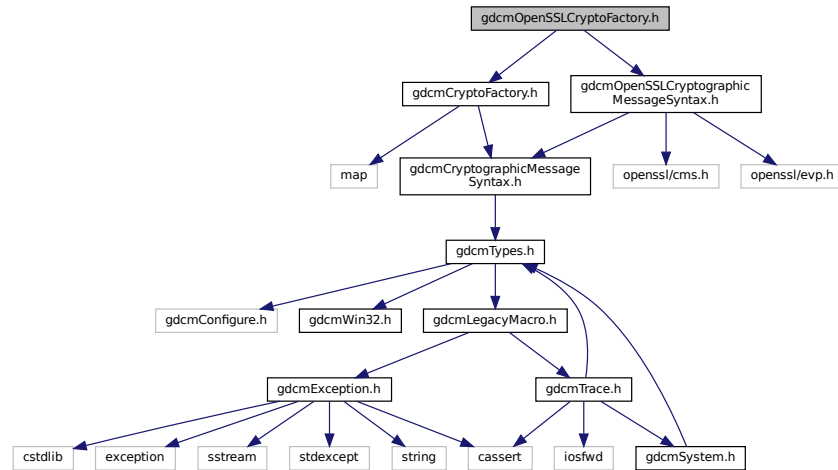 gdcmOpenSSLCryptoFactory.h
gdcmCryptoFactory.h
gdcmOpenSSLCryptographic
MessageSyntax.h
map
gdcmCryptographicMessage
Syntax.h
openssl/cms.h
openssl/evp.h
gdcmTypes.h
gdcmConfigure.h
gdcmWin32.h
gdcmLegacyMacro.h
gdcmException.h
gdcmTrace.h
cstdlib
exception
sstream
stdexcept
string
cassert
iosfwd
gdcmSystem.h